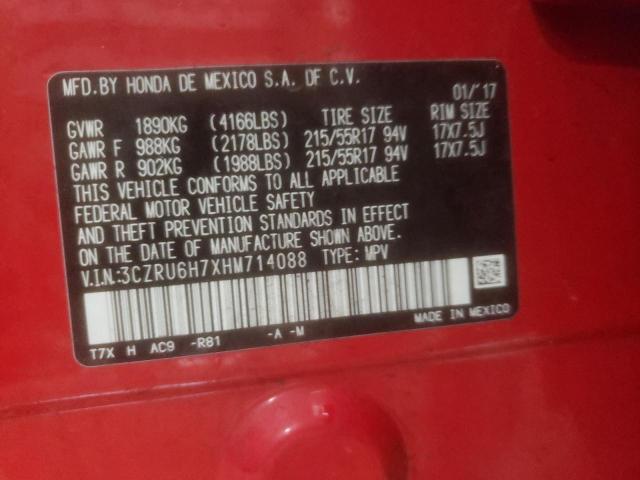 MFD.BY HONDA DE MEXICO S.A. DF C.V.
01/'17
GVWR 1890KG (4166LBS) TIRE SIZE RIM SIZE
GAWR F 988KG (2178LBS) 215/55R17 94V 17X7.5J
GAWR R 902KG (1988LBS) 215/55R17 94V 17X7.5J
THIS VEHICLE CONFORMS TO ALL APPLICABLE
FEDERAL MOTOR VEHICLE SAFETY
AND THEFT PREVENTION STANDARDS IN EFFECT
ON THE DATE OF MANUFACTURE SHOWN ABOVE.
V.I.N.:3CZRU6H7XHM714088 TYPE: MPV
MADE IN MEXICO
T7X H AC9 -R81 -A -M